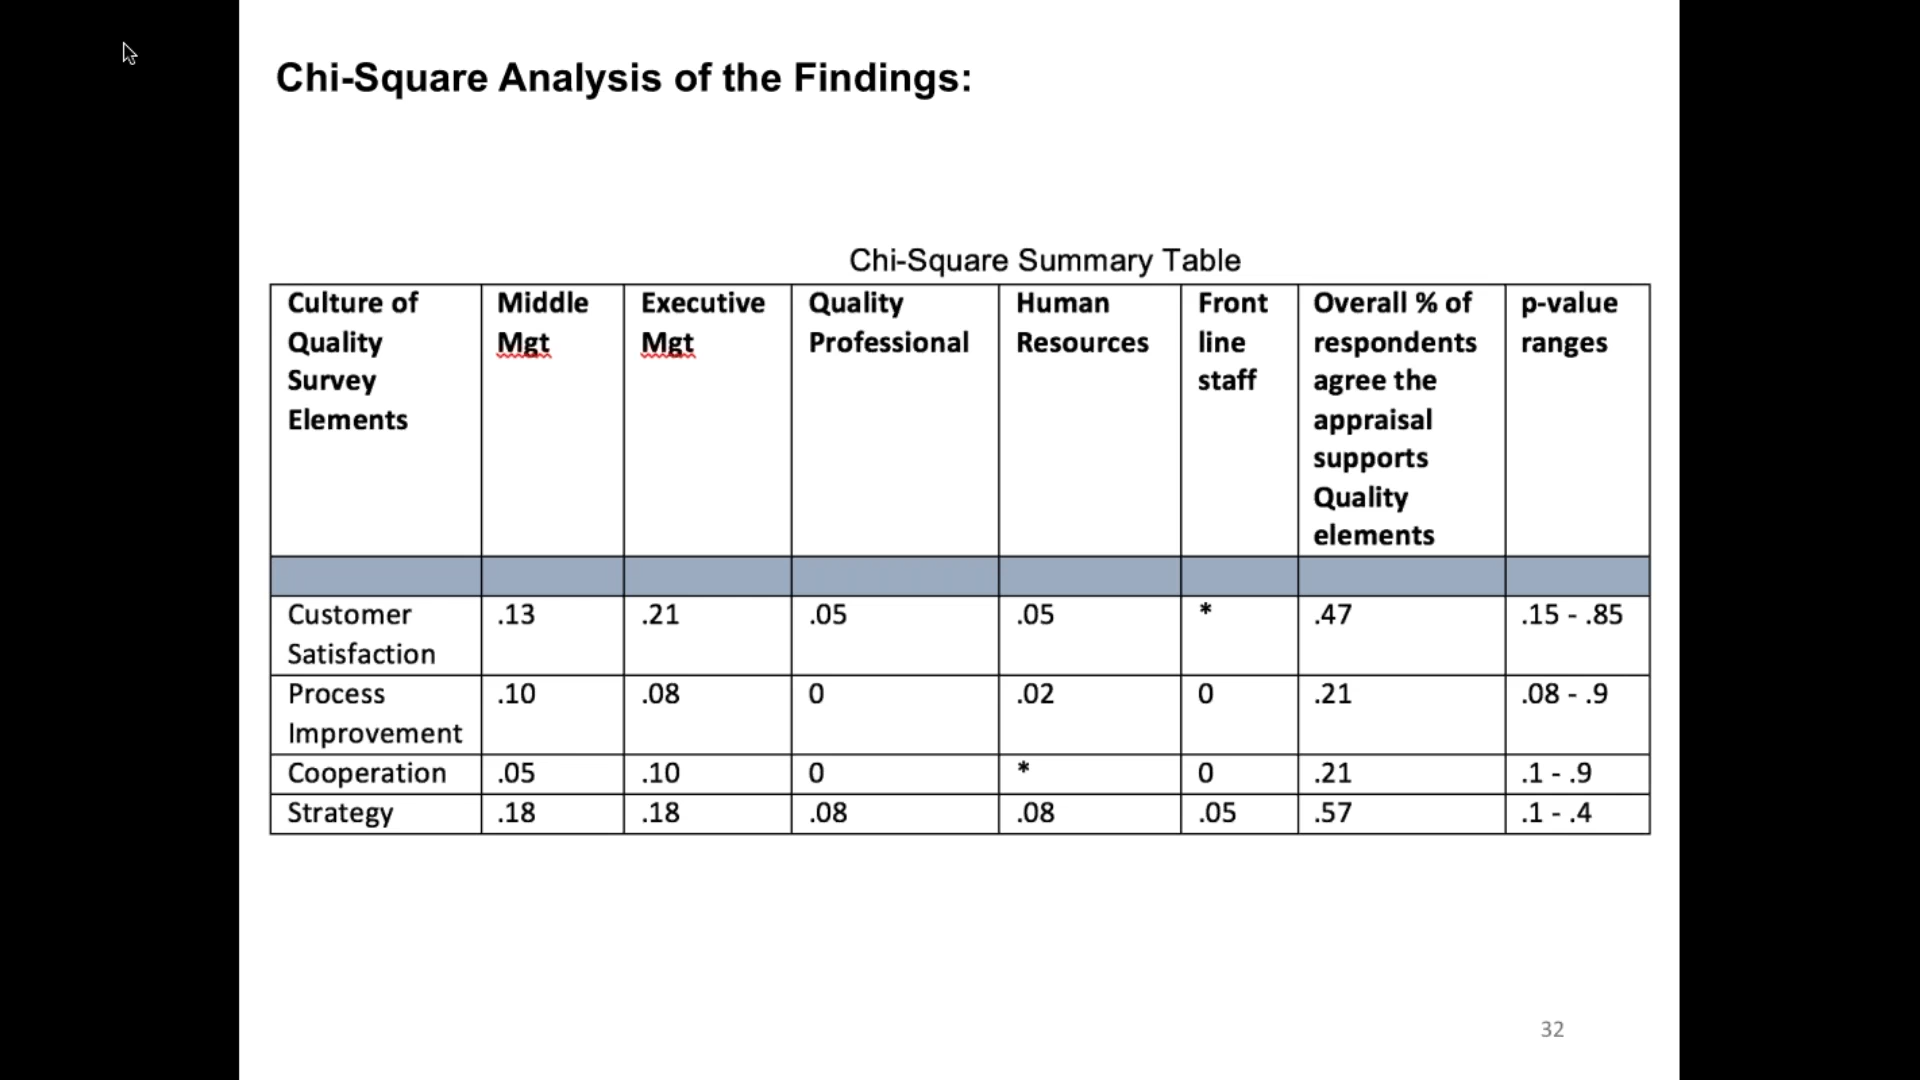 Chi-Square Analysis of the Findings:
Chi-Square Summary Table
Culture of Quality Survey Elements
Middle Mgt
Executive Mgt
Quality Professional
Human Resources
Front line staff
Overall % of respondents agree the appraisal supports Quality elements
p-value ranges
Customer Satisfaction .13 .21 .05 .05 * .47 .15 - .85
Process Improvement .10 .08 0 .02 0 .21 .08 - .9
Cooperation .05 .10 0 * 0 .21 .1 - .9
Strategy .18 .18 .08 .08 .05 .57 .1 - .4
32